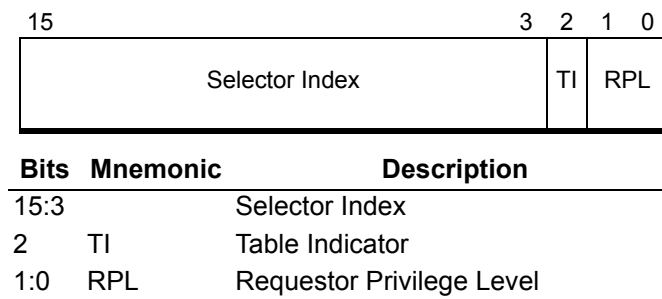 15 3 2 1 0
Selector Index TI RPL
Bits Mnemonic Description
15:3 Selector Index
2 TI Table Indicator
1:0 RPL Requestor Privilege Level